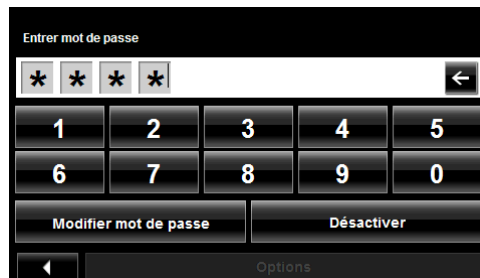 Entrer mot de passe
* * * *
1 2 3 4 5
6 7 8 9 0
Modifier mot de passe Désactiver
Options